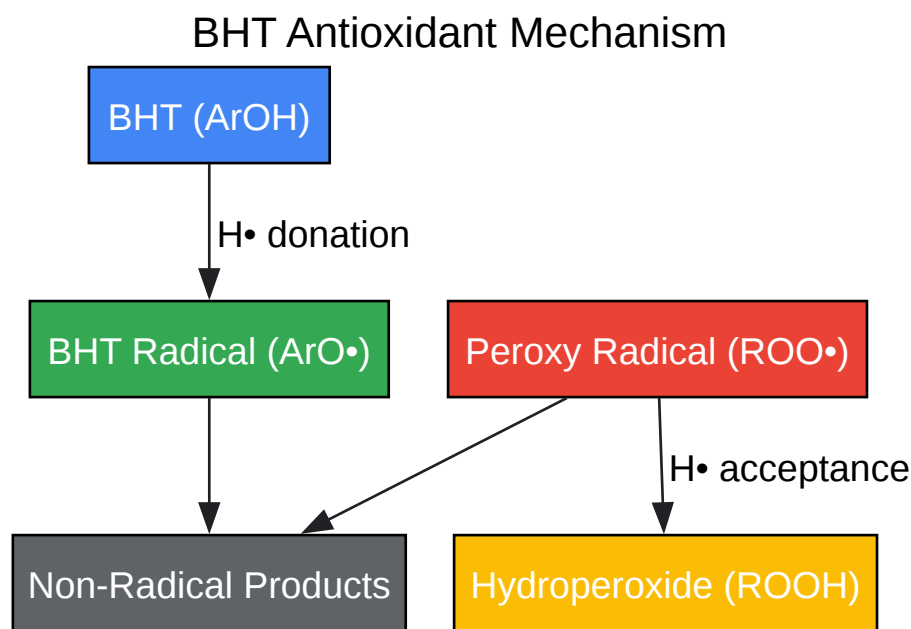 BHT Antioxidant Mechanism
BHT (ArOH)
H• donation
BHT Radical (ArO•)
Peroxy Radical (ROO•)
H• acceptance
Non-Radical Products
Hydroperoxide (ROOH)